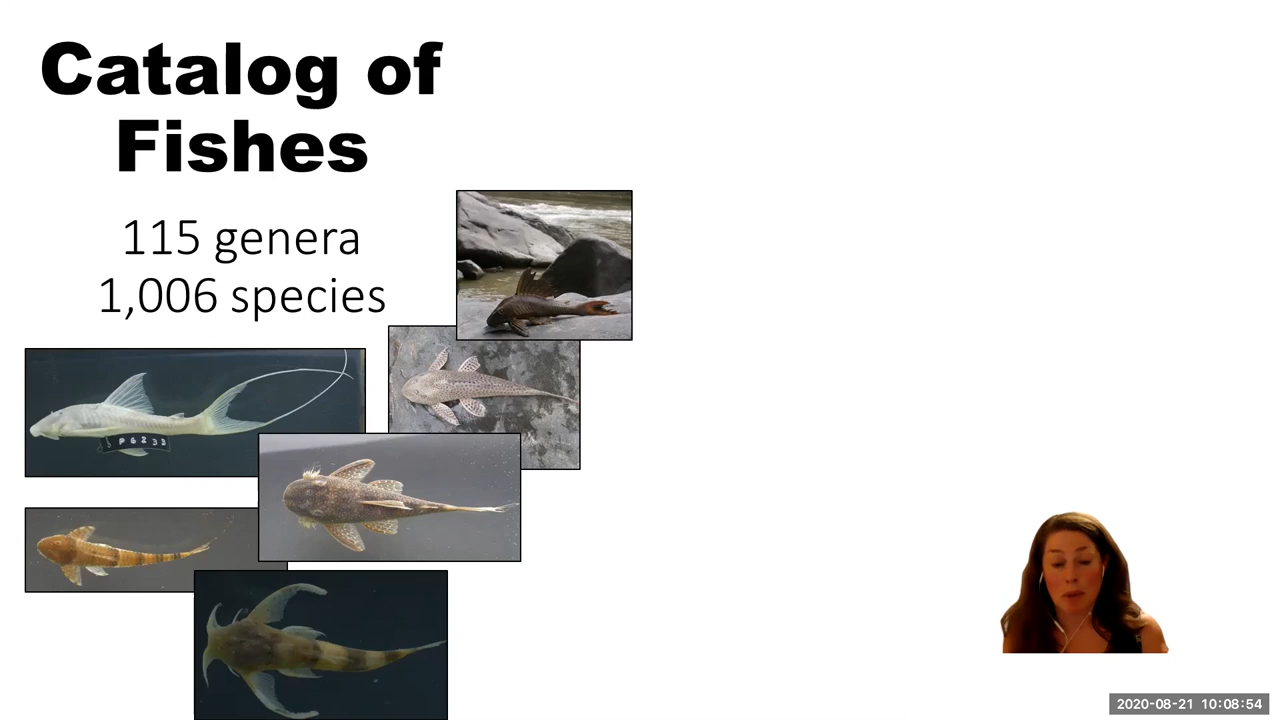 Catalog of
Fishes
115 genera
1,006 species
P6233
2020-08-21 10:08:54